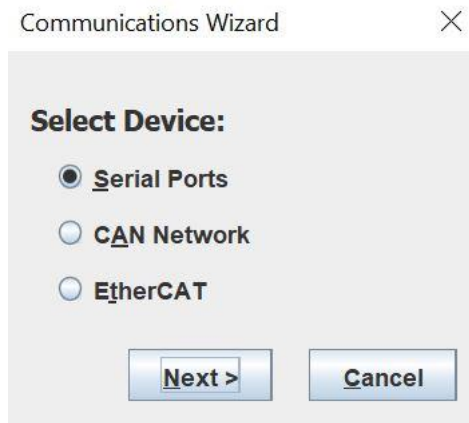 Communications Wizard
Select Device:
Serial Ports
CAN Network
EtherCAT
Next > Cancel